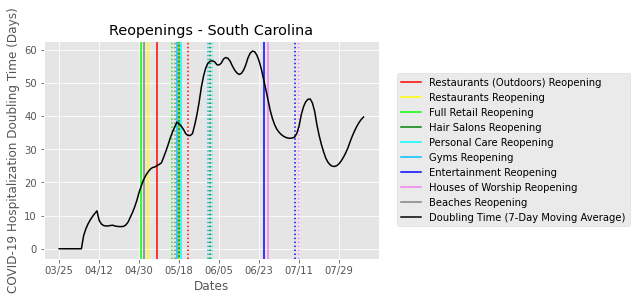 Reopenings - South Carolina
COVID-19 Hospitalization Doubling Time (Days)
60
50
40
30
20
10
0
03/25 04/12 04/30 05/18 06/05 06/23 07/11 07/29
Dates
Restaurants (Outdoors) Reopening
Restaurants Reopening
Full Retail Reopening
Hair Salons Reopening
Personal Care Reopening
Gyms Reopening
Entertainment Reopening
Houses of Worship Reopening
Beaches Reopening
Doubling Time (7-Day Moving Average)